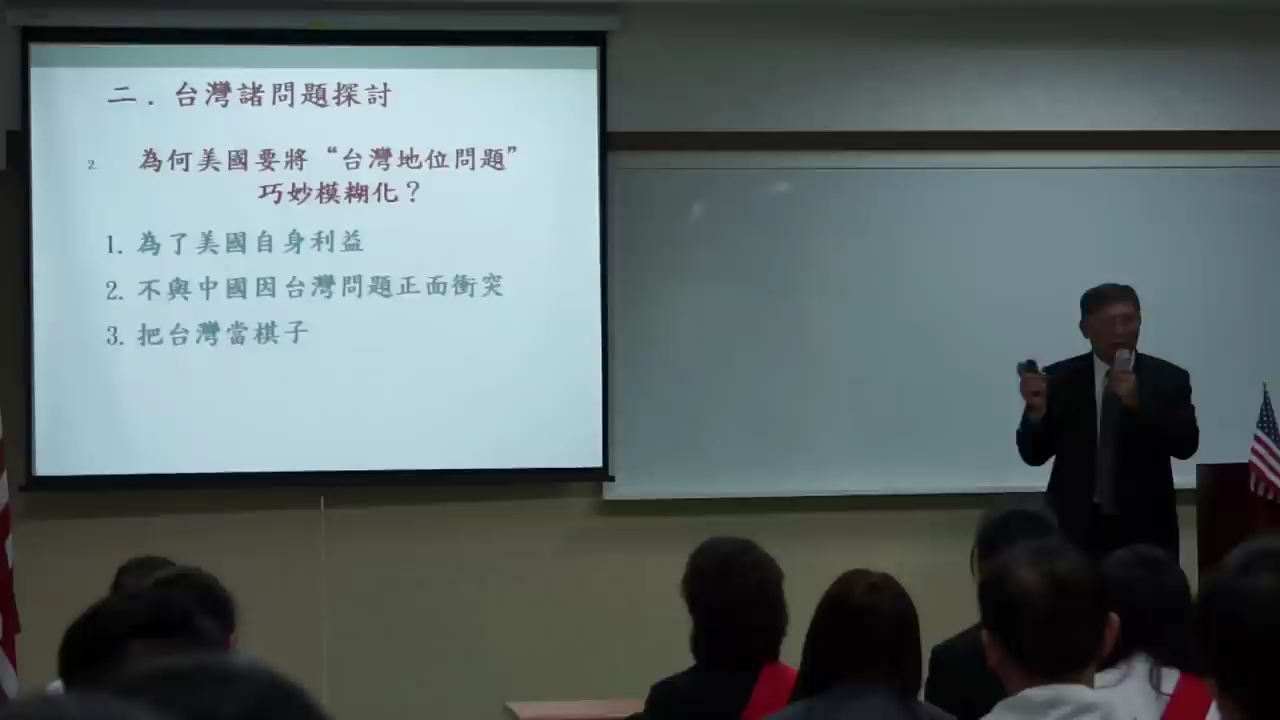 二．台灣諸問題探討
2. 為何美國要將“台灣地位問題”
巧妙模糊化？
1. 為了美國自身利益
2. 不與中國因台灣問題正面衝突
3. 把台灣當棋子